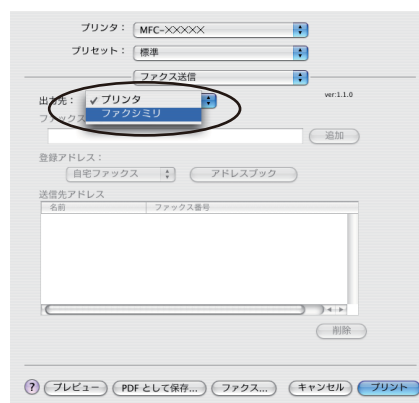 プリンタ： MFC-XXXXX
プリセット： 標準
ファクス送信
出力先： ✓プリンタ
ver:1.1.0
ファクシミリ
ファックス
追加
登録アドレス：
自宅ファックス アドレスブック
送信先アドレス
名前 ファックス番号
削除
? プレビュー PDF として保存... ファクス... キャンセル プリント